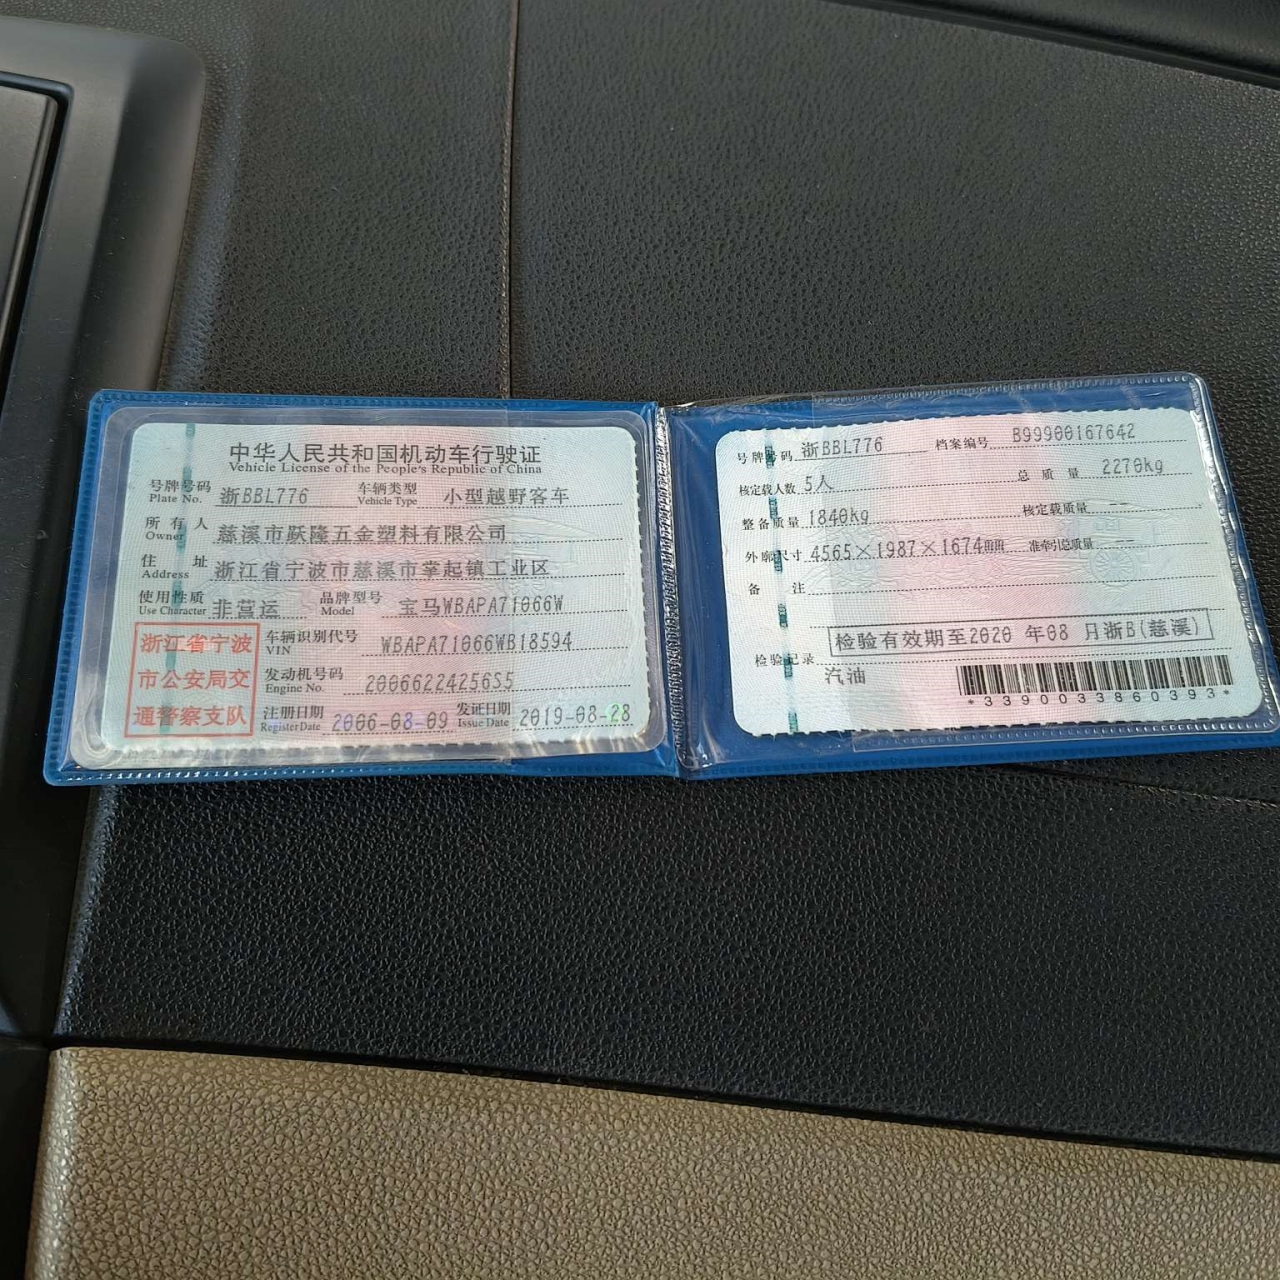 中华人民共和国机动车行驶证
Vehicle License of the People's Republic of China
号牌号码 浙BBL776 车辆类型 小型越野客车
Plate No. Vehicle Type
所有人 慈溪市跃隆五金塑料有限公司
Owner
住址 浙江省宁波市慈溪市掌起镇工业区
Address
使用性质 非营运 品牌型号 宝马WBAPA71066W
Use Character Model
浙江省宁波
市公安局交
通警察支队
车辆识别代号 WBAPA71066WB18594
VIN
发动机号码 2006622425655
Engine No.
注册日期 2006-08-09 发证日期 2019-08-28
Register Date Issue Date
号牌号码 浙BBL776 档案编号 B99900167642
核定载人数 5人 总质量 2270kg
整备质量 1840kg 核定载质量 --
外廓尺寸 4565×1987×1674mm 准牵引总质量 --
备注
检验有效期至2020 年08 月浙B(慈溪)
检验记录
汽油
*3390033860393*